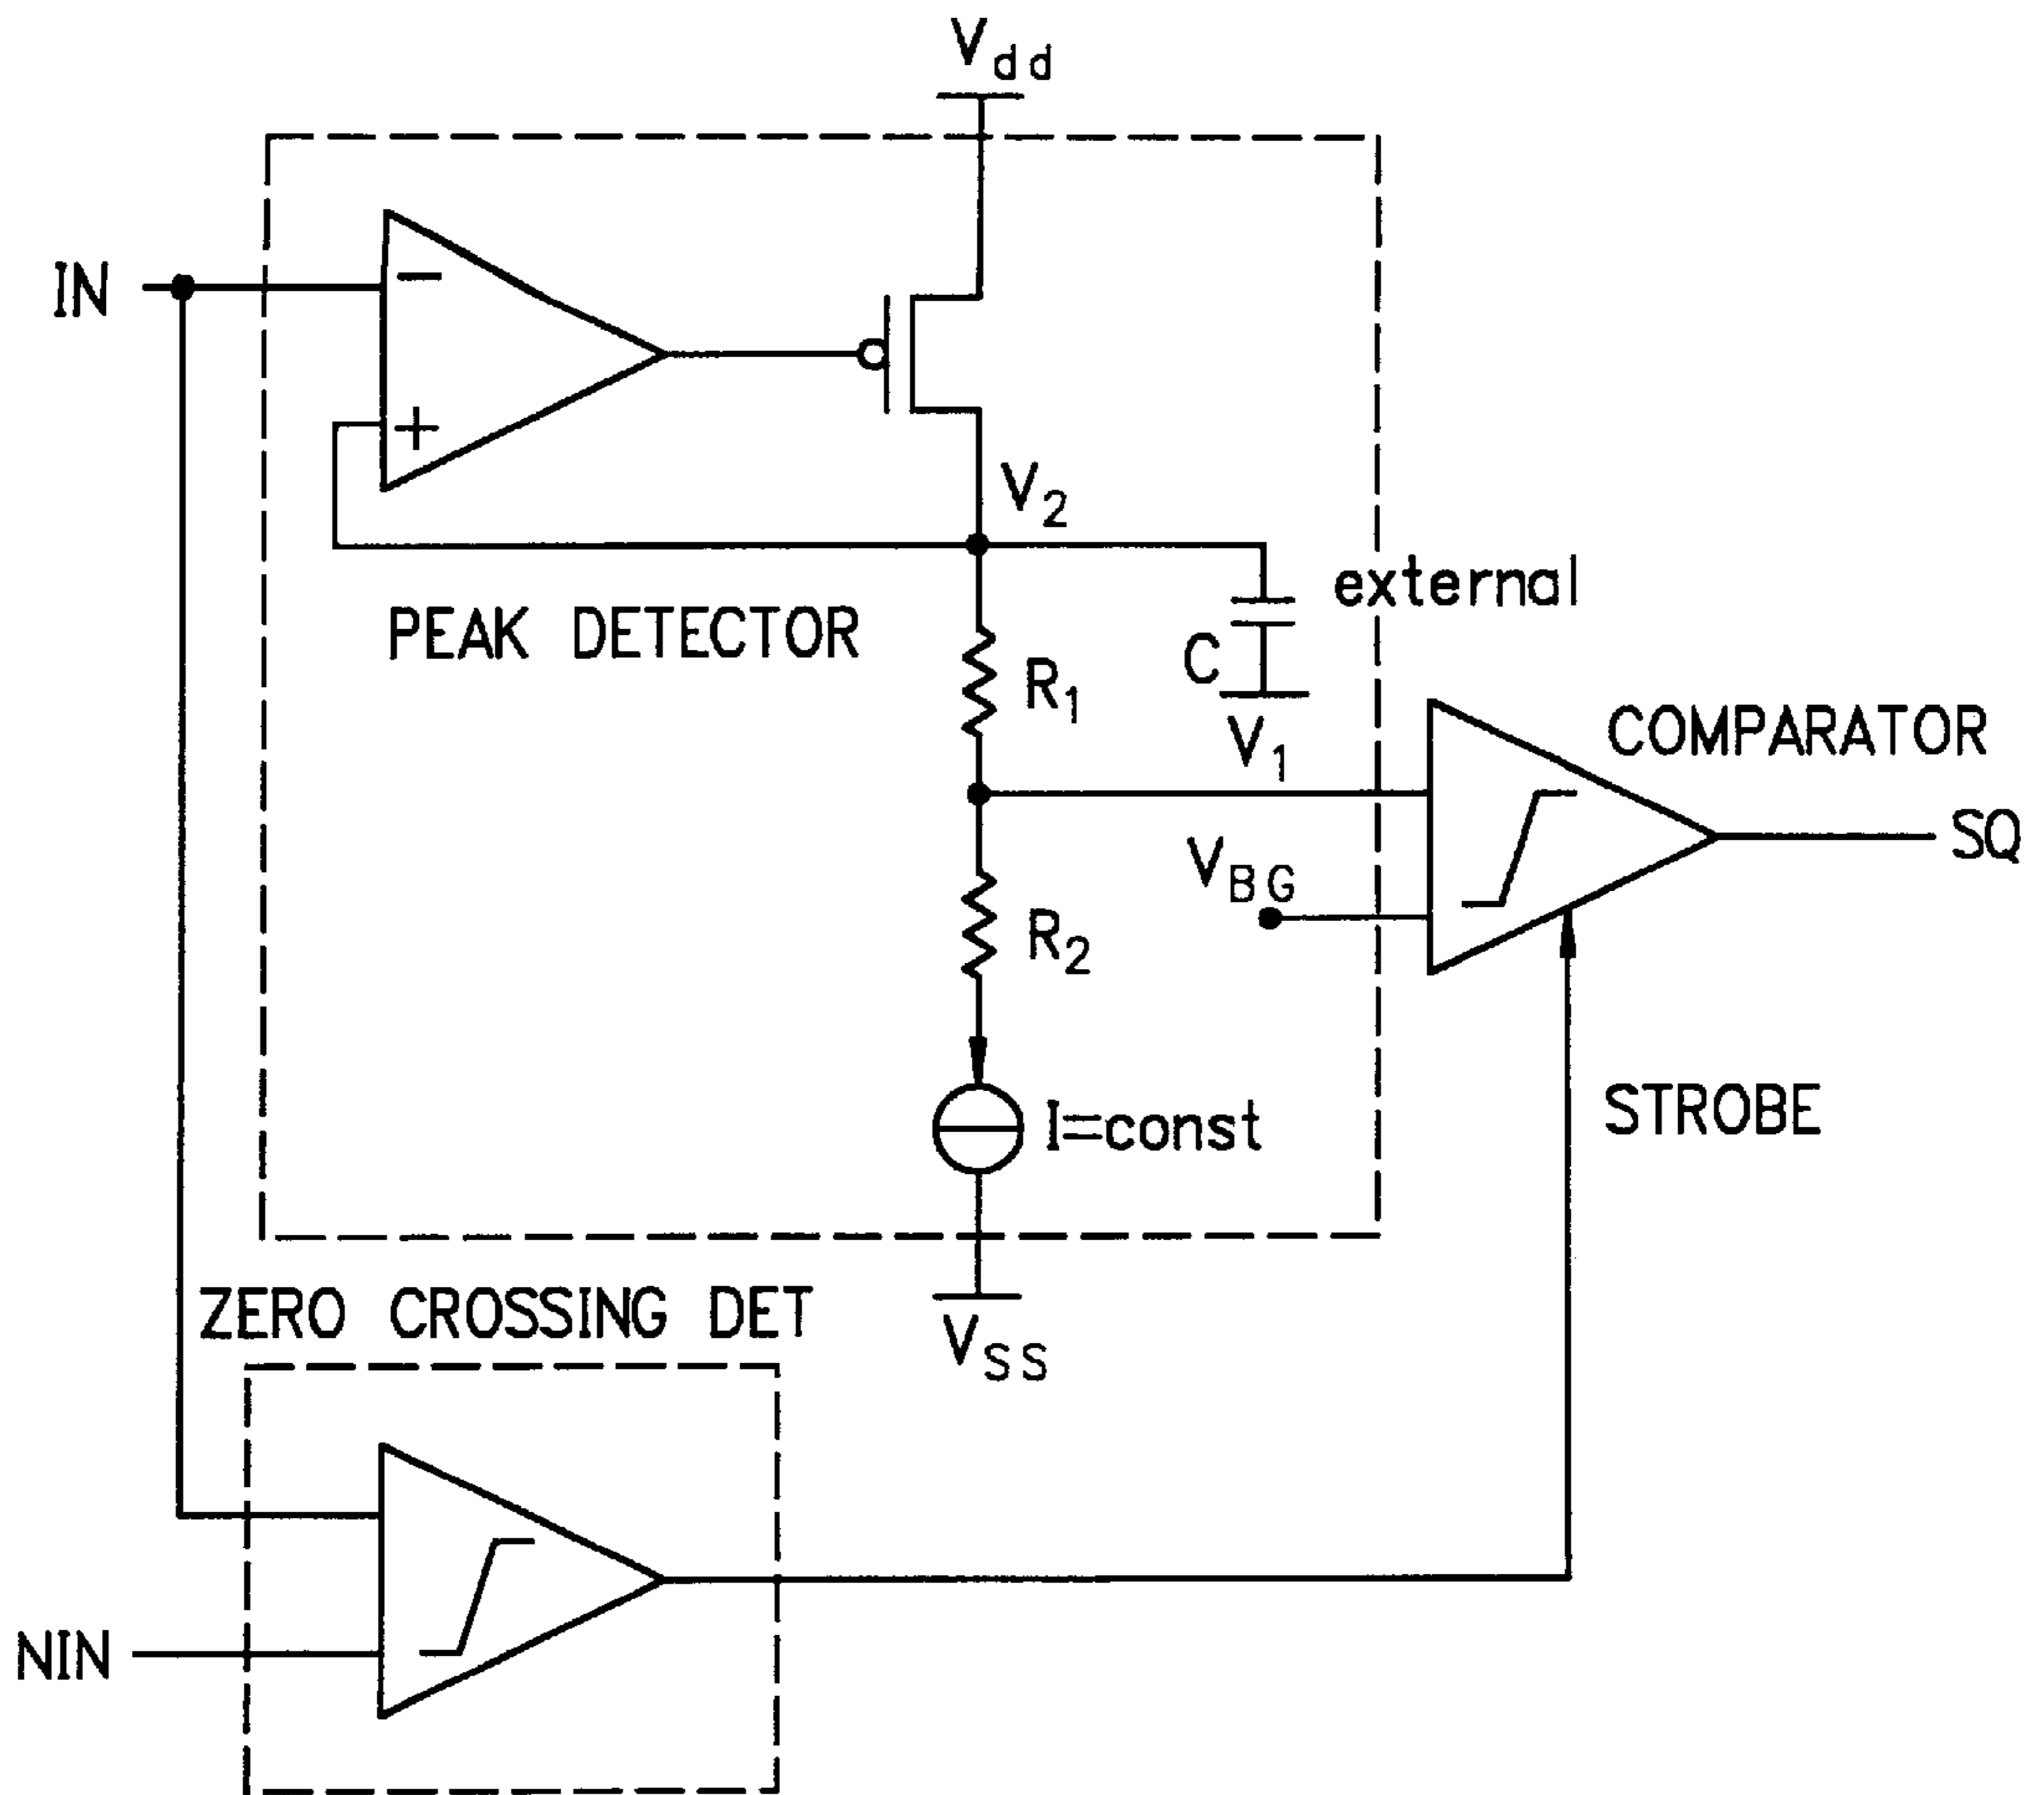 Vdd
IN
−
+
V2
external
PEAK DETECTOR
R1
C
V1
COMPARATOR
SQ
VBG
R2
I=const
STROBE
VSS
ZERO CROSSING DET
NIN